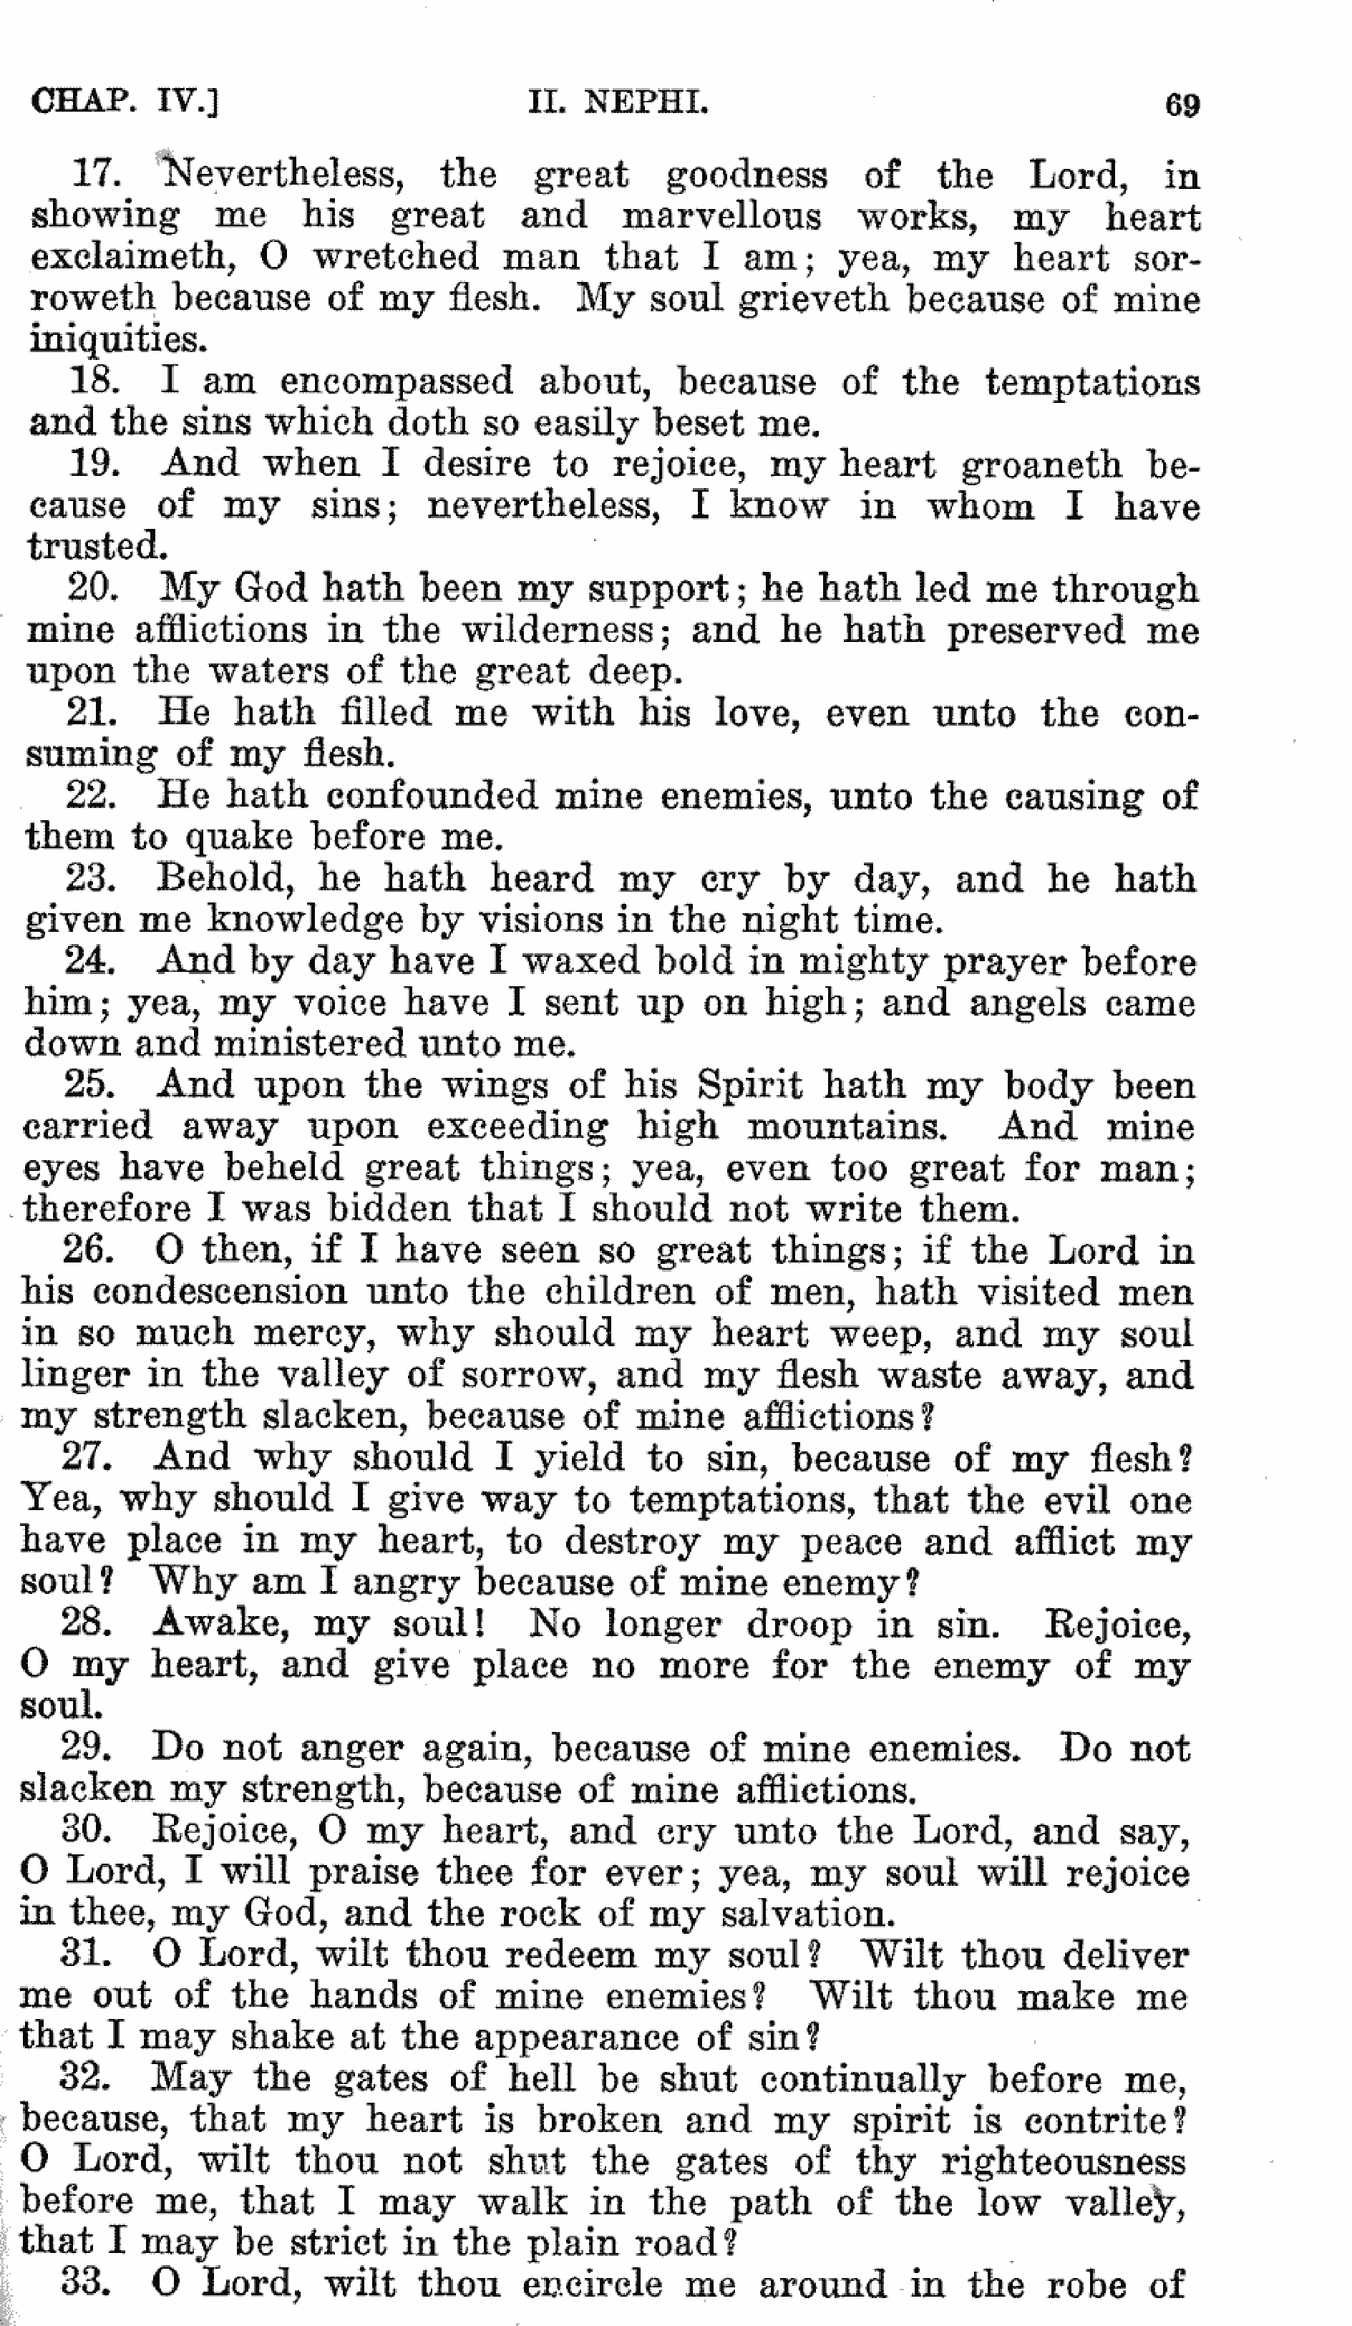 CHAP. IV.] II. NEPHI. 69
17. Nevertheless, the great goodness of the Lord, in
showing me his great and marvellous works, my heart
exclaimeth, O wretched man that I am; yea, my heart sor-
roweth because of my flesh. My soul grieveth because of mine
iniquities.
18. I am encompassed about, because of the temptations
and the sins which doth so easily beset me.
19. And when I desire to rejoice, my heart groaneth be-
cause of my sins; nevertheless, I know in whom I have
trusted.
20. My God hath been my support; he hath led me through
mine afflictions in the wilderness; and he hath preserved me
upon the waters of the great deep.
21. He hath filled me with his love, even unto the con-
suming of my flesh.
22. He hath confounded mine enemies, unto the causing of
them to quake before me.
23. Behold, he hath heard my cry by day, and he hath
given me knowledge by visions in the night time.
24. And by day have I waxed bold in mighty prayer before
him; yea, my voice have I sent up on high; and angels came
down and ministered unto me.
25. And upon the wings of his Spirit hath my body been
carried away upon exceeding high mountains. And mine
eyes have beheld great things; yea, even too great for man;
therefore I was bidden that I should not write them.
26. O then, if I have seen so great things; if the Lord in
his condescension unto the children of men, hath visited men
in so much mercy, why should my heart weep, and my soul
linger in the valley of sorrow, and my flesh waste away, and
my strength slacken, because of mine afflictions?
27. And why should I yield to sin, because of my flesh?
Yea, why should I give way to temptations, that the evil one
have place in my heart, to destroy my peace and afflict my
soul? Why am I angry because of mine enemy?
28. Awake, my soul! No longer droop in sin. Rejoice,
O my heart, and give place no more for the enemy of my
soul.
29. Do not anger again, because of mine enemies. Do not
slacken my strength, because of mine afflictions.
30. Rejoice, O my heart, and cry unto the Lord, and say,
O Lord, I will praise thee for ever; yea, my soul will rejoice
in thee, my God, and the rock of my salvation.
31. O Lord, wilt thou redeem my soul? Wilt thou deliver
me out of the hands of mine enemies? Wilt thou make me
that I may shake at the appearance of sin?
32. May the gates of hell be shut continually before me,
because, that my heart is broken and my spirit is contrite?
O Lord, wilt thou not shut the gates of thy righteousness
before me, that I may walk in the path of the low valley,
that I may be strict in the plain road?
33. O Lord, wilt thou encircle me around in the robe of